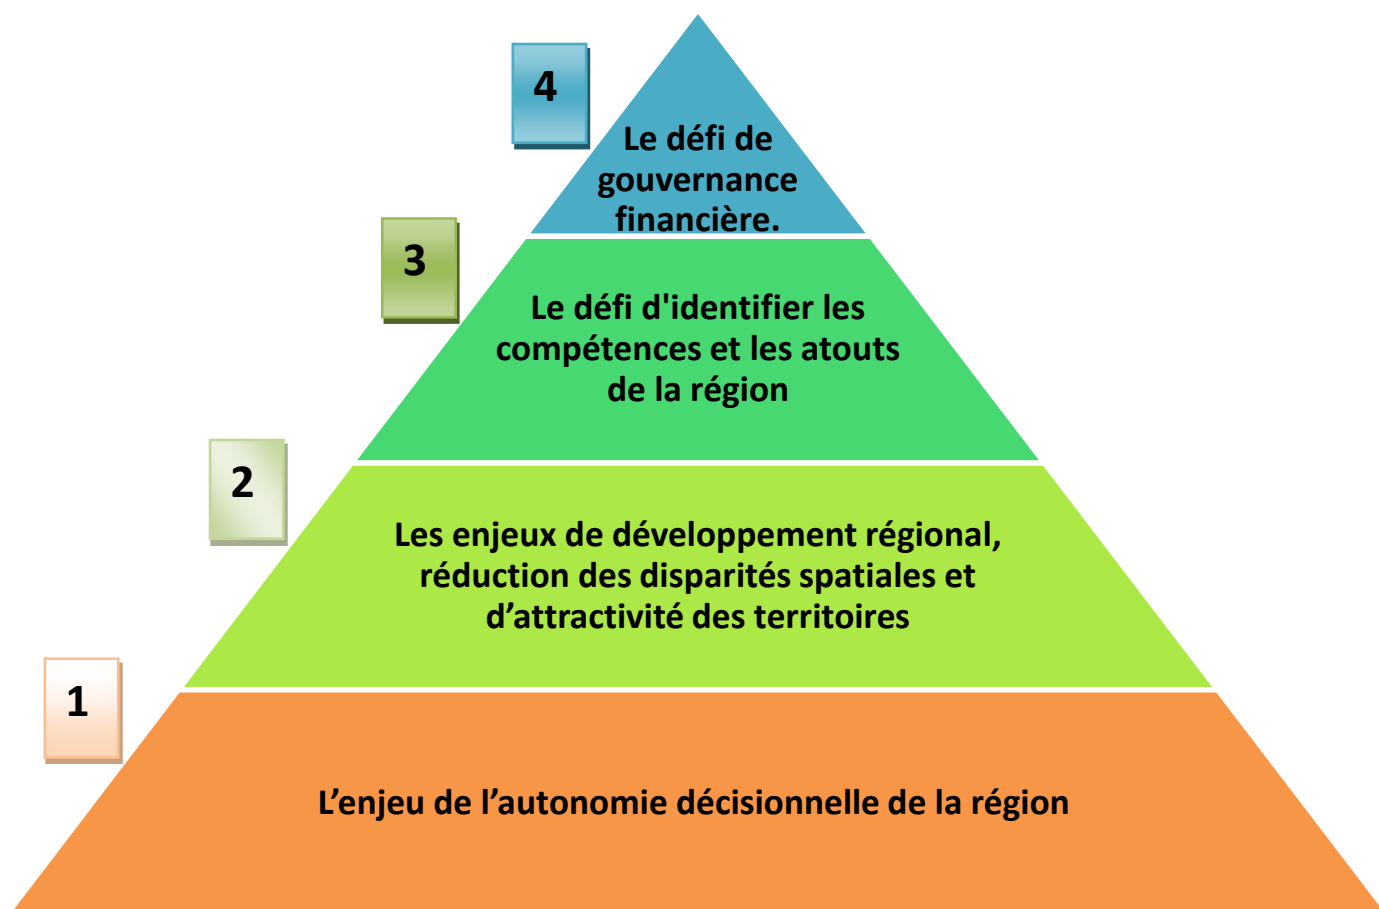 4
Le défi de
gouvernance
financière.
3
Le défi d'identifier les
compétences et les atouts
de la région
2
Les enjeux de développement régional,
réduction des disparités spatiales et
d’attractivité des territoires
1
L’enjeu de l’autonomie décisionnelle de la région